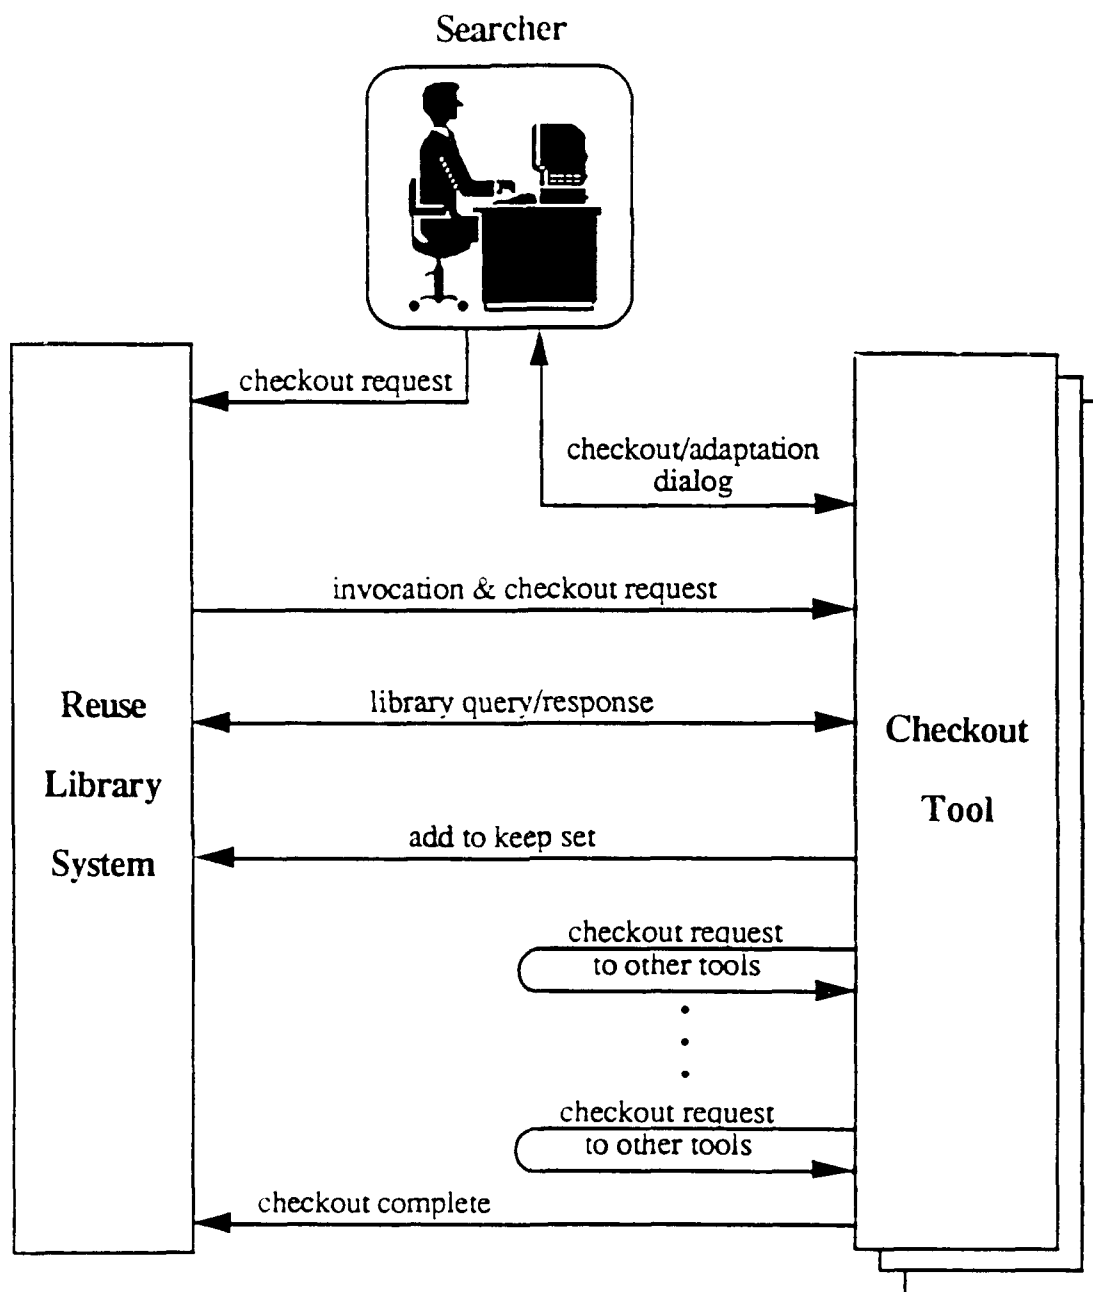 Searcher
checkout request
checkout/adaptation
dialog
invocation & checkout request
library query/response
Reuse
Library
System
Checkout
Tool
add to keep set
checkout request
to other tools
checkout request
to other tools
checkout complete